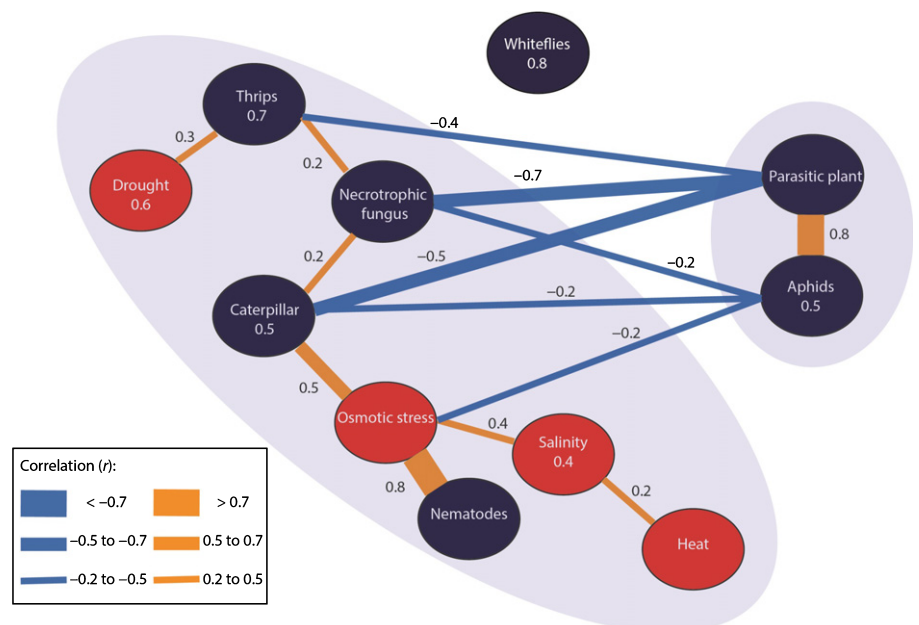 Whiteflies
0.8
Thrips
0.7
−0.4
0.3
0.2
Drought
0.6
Necrotrophic
fungus
−0.7
Parasitic plant
0.8
0.2
−0.5
−0.2
Caterpillar
0.5
−0.2
Aphids
0.5
−0.2
0.5
Osmotic stress
0.4
Salinity
0.4
0.8
0.2
Nematodes
Heat
Correlation (r):
< −0.7
> 0.7
−0.5 to −0.7
0.5 to 0.7
−0.2 to −0.5
0.2 to 0.5